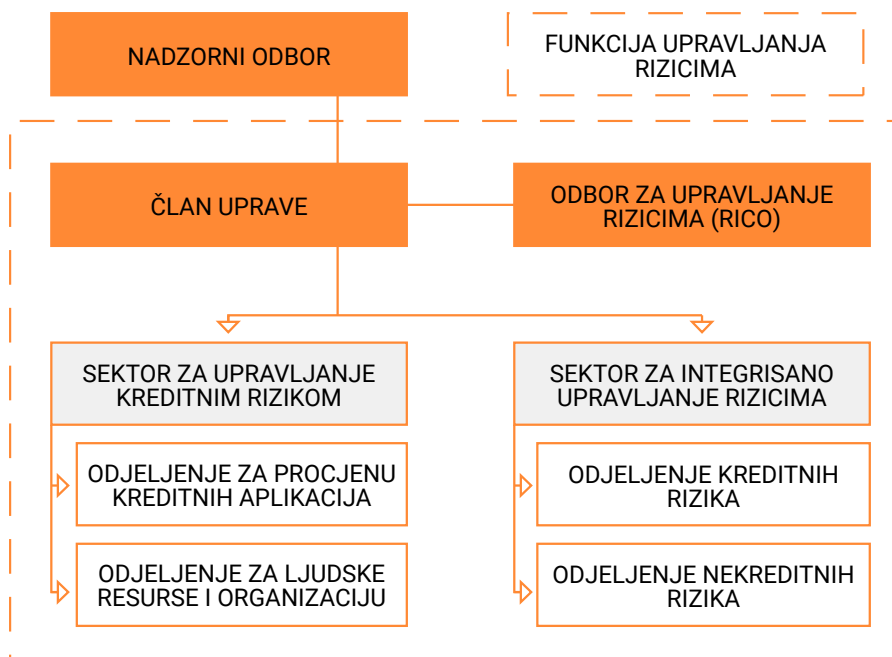 NADZORNI ODBOR
FUNKCIJA UPRAVLJANJA
RIZICIMA
ČLAN UPRAVE
ODBOR ZA UPRAVLJANJE
RIZICIMA (RICO)
SEKTOR ZA UPRAVLJANJE
KREDITNIM RIZIKOM
SEKTOR ZA INTEGRISANO
UPRAVLJANJE RIZICIMA
ODJELJENJE ZA PROCJENU
KREDITNIH APLIKACIJA
ODJELJENJE KREDITNIH
RIZIKA
ODJELJENJE ZA LJUDSKE
RESURSE I ORGANIZACIJU
ODJELJENJE NEKREDITNIH
RIZIKA